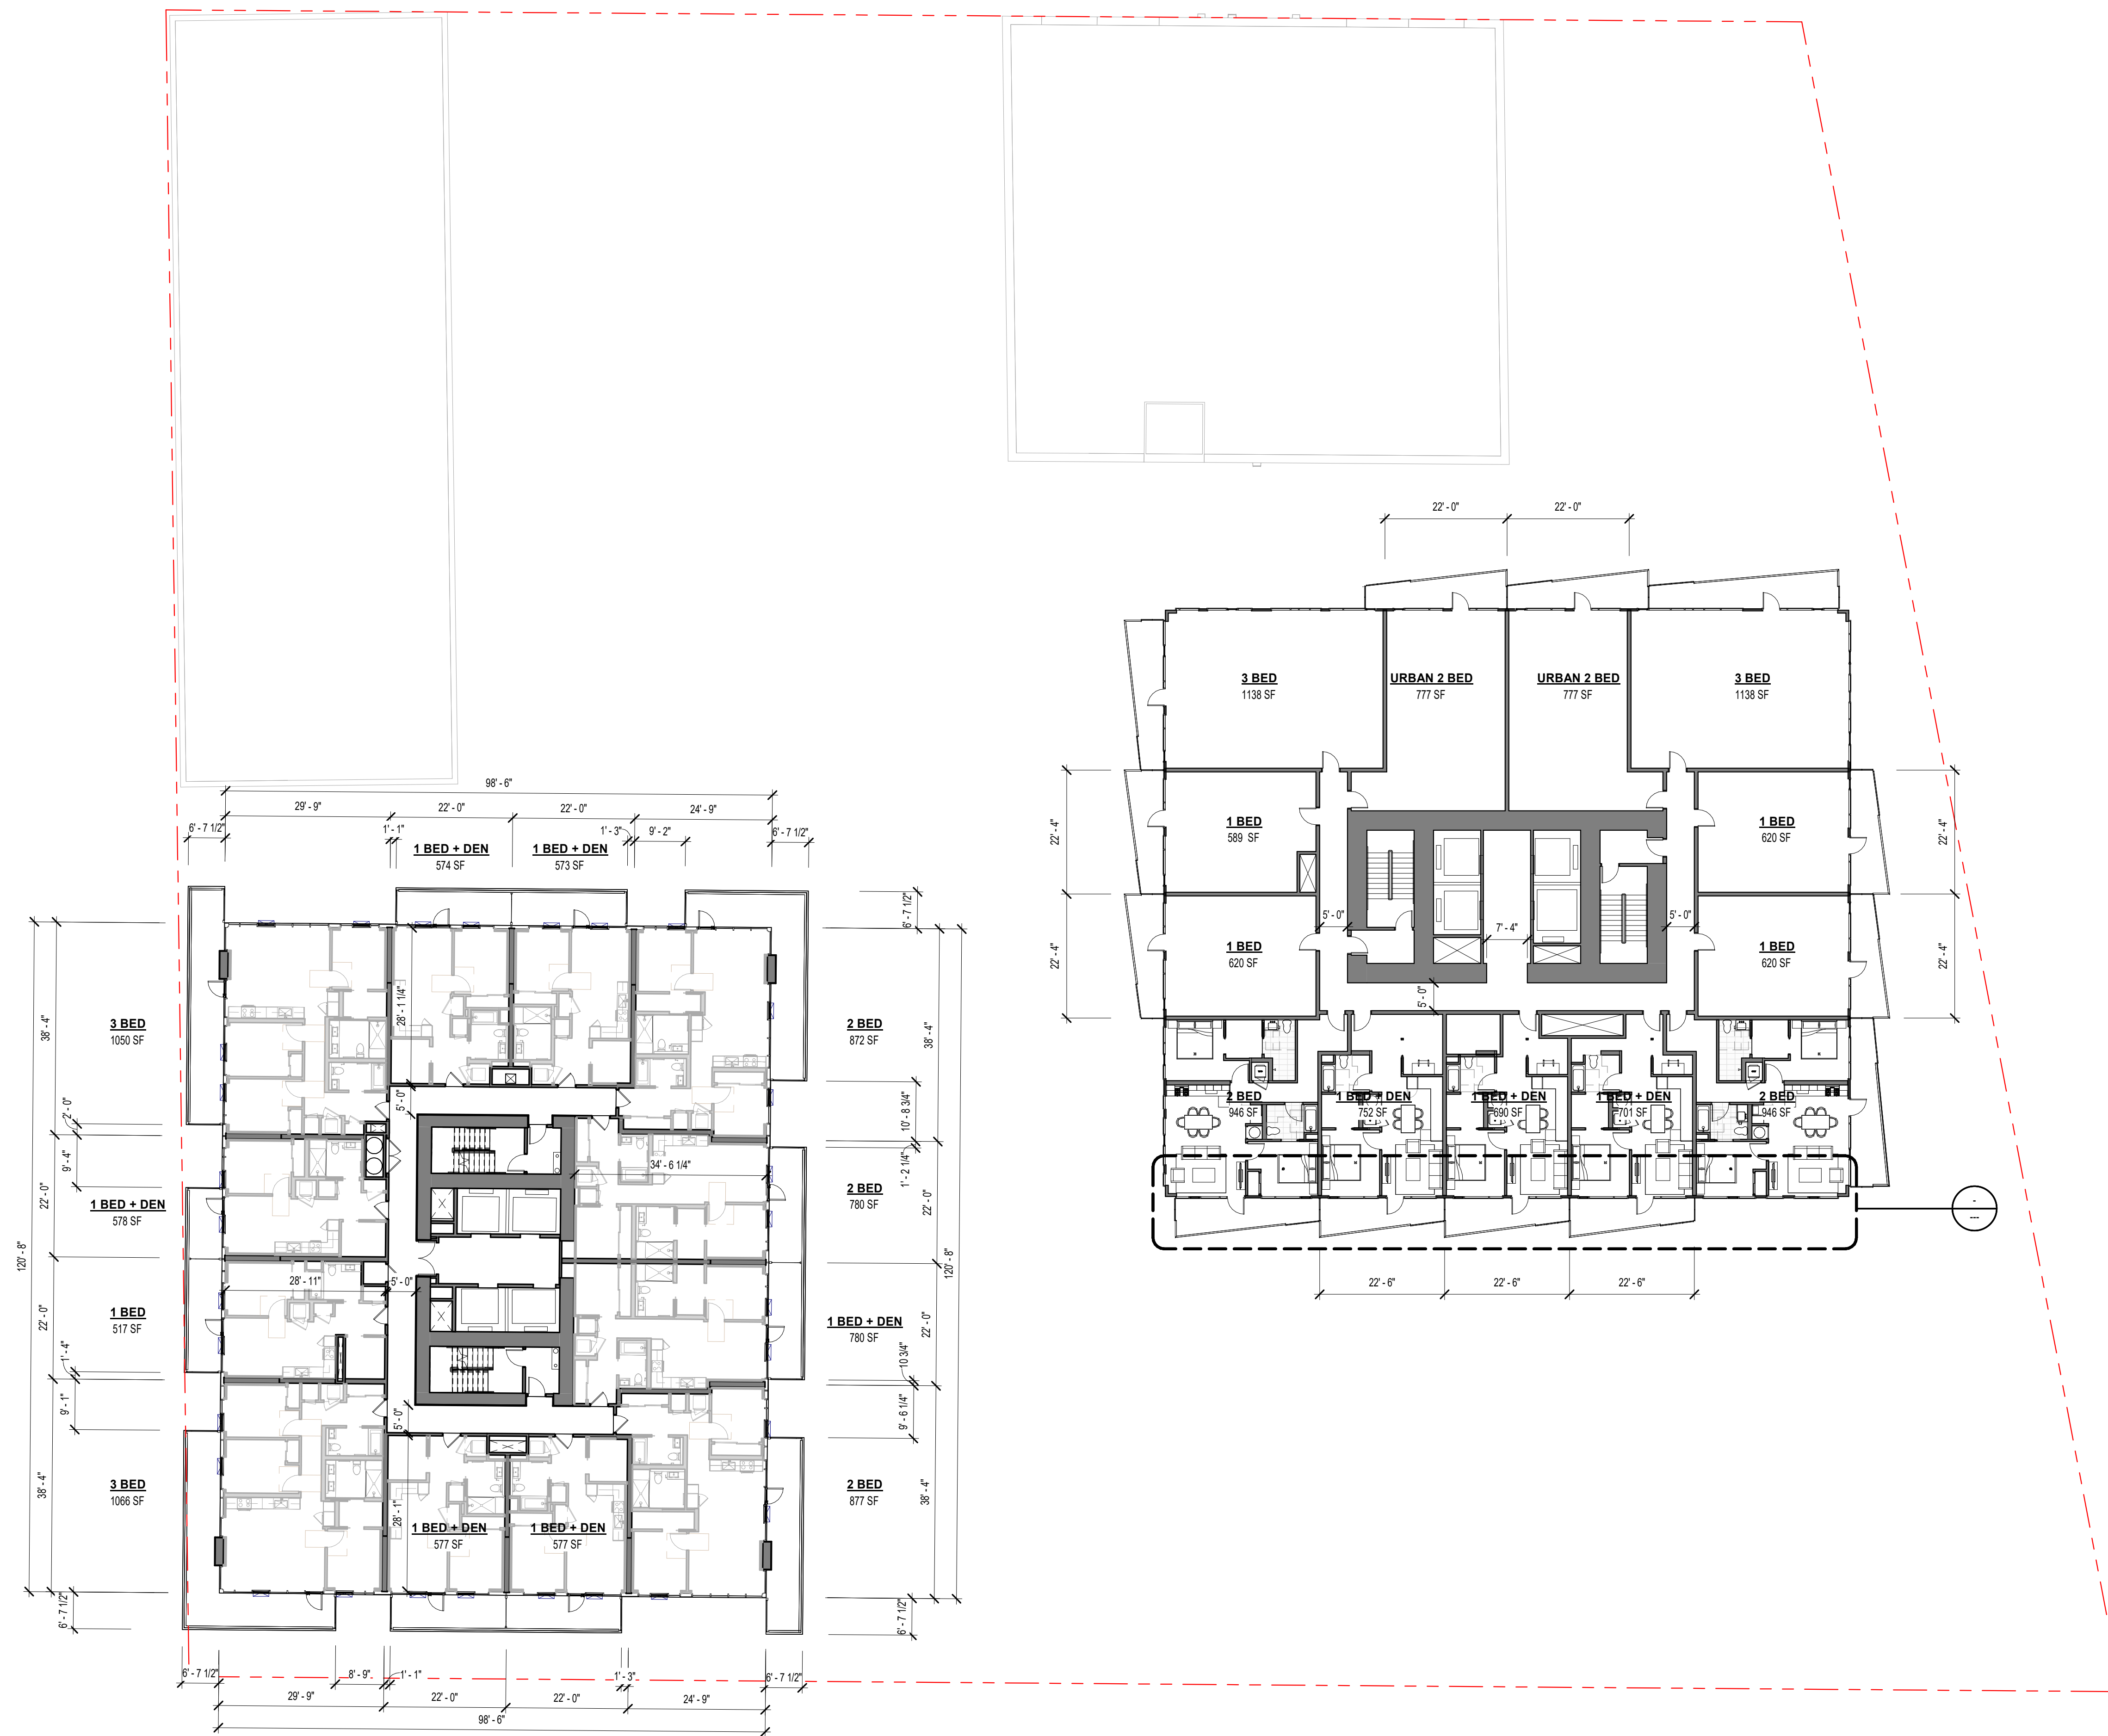 22' - 0"
22' - 0"
3 BED
1138 SF
URBAN 2 BED
777 SF
URBAN 2 BED
777 SF
3 BED
1138 SF
22' - 4"
1 BED
589 SF
1 BED
620 SF
22' - 4"
22' - 4"
1 BED
620 SF
5' - 0"
7' - 4"
5' - 0"
1 BED
620 SF
22' - 4"
5' - 0"
2 BED
946 SF
1 BED + DEN
752 SF
1 BED + DEN
690 SF
1 BED + DEN
701 SF
2 BED
946 SF
-
---
22' - 6"
22' - 6"
22' - 6"
98' - 6"
29' - 9"
22' - 0"
22' - 0"
24' - 9"
6' - 7 1/2"
1' - 1"
1' - 3"
9' - 2"
6' - 7 1/2"
1 BED + DEN
574 SF
1 BED + DEN
573 SF
6' - 7 1/2"
38' - 4"
3 BED
1050 SF
28' - 1 1/4"
2 BED
872 SF
38' - 4"
2' - 0"
5' - 0"
10' - 8 3/4"
9' - 4"
34' - 6 1/4"
1' - 2 1/4"
22' - 0"
1 BED + DEN
578 SF
2 BED
780 SF
22' - 0"
120' - 8"
120' - 8"
28' - 11"
5' - 0"
22' - 0"
1 BED
517 SF
1 BED + DEN
780 SF
22' - 0"
1' - 4"
10 3/4"
9' - 1"
5' - 0"
9' - 6 1/4"
38' - 4"
3 BED
1066 SF
28' - 1"
1 BED + DEN
577 SF
1 BED + DEN
577 SF
2 BED
877 SF
38' - 4"
6' - 7 1/2"
6' - 7 1/2"
6' - 7 1/2"
8' - 9"
1' - 1"
1' - 3"
6' - 7 1/2"
29' - 9"
22' - 0"
22' - 0"
24' - 9"
98' - 6"